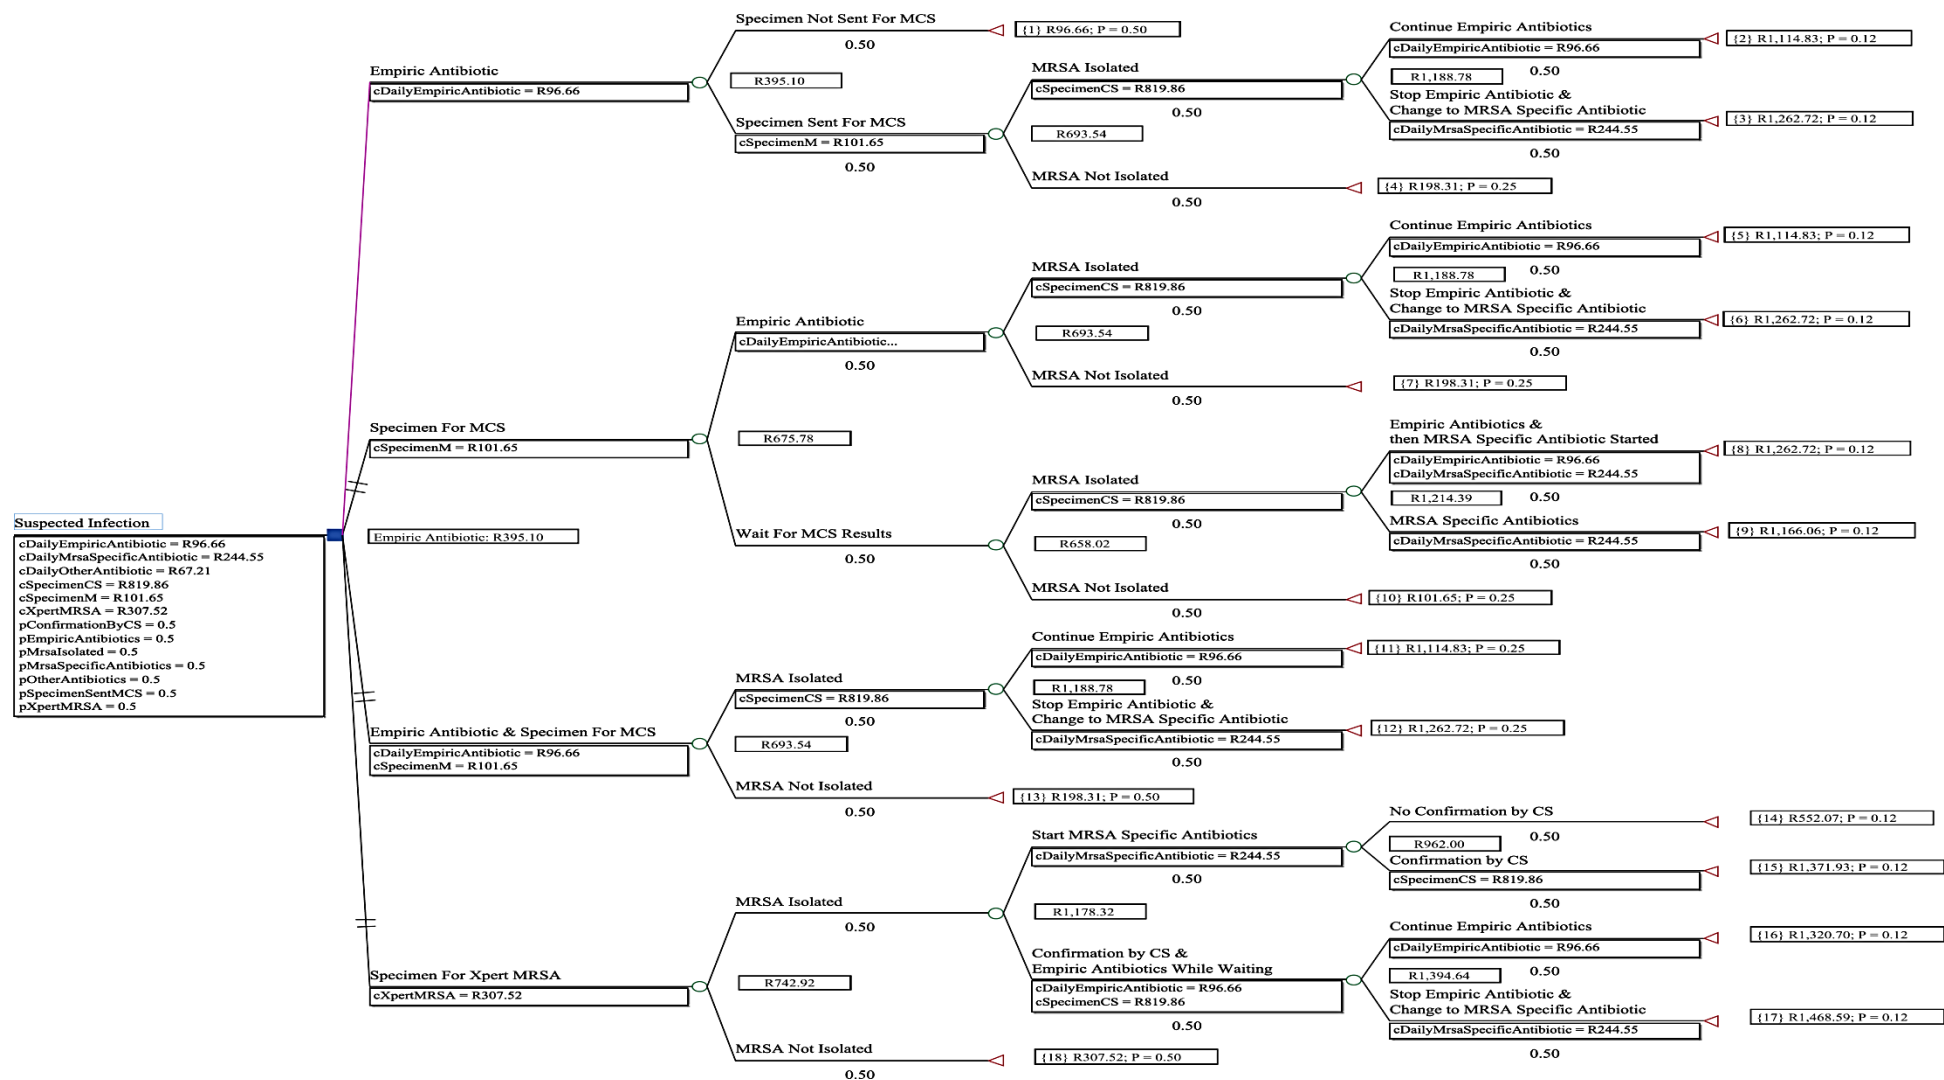 Suspected Infection
cDailyEmpiricAntibiotic = R96.66
cDailyMrsaSpecificAntibiotic = R244.55
cDailyOtherAntibiotic = R67.21
cSpecimenCS = R819.86
cSpecimenM = R101.65
cXpertMRSA = R307.52
pConfirmationByCS = 0.5
pEmpiricAntibiotics = 0.5
pMrsaIsolated = 0.5
pMrsaSpecificAntibiotics = 0.5
pOtherAntibiotics = 0.5
pSpecimenSentMCS = 0.5
pXpertMRSA = 0.5
Empiric Antibiotic: R395.10
Empiric Antibiotic
cDailyEmpiricAntibiotic = R96.66
R395.10
Specimen Not Sent For MCS
0.50
{1} R96.66; P = 0.50
Specimen Sent For MCS
cSpecimenM = R101.65
0.50
R693.54
MRSA Isolated
cSpecimenCS = R819.86
0.50
R1,188.78
Continue Empiric Antibiotics
cDailyEmpiricAntibiotic = R96.66
0.50
{2} R1,114.83; P = 0.12
Stop Empiric Antibiotic &
Change to MRSA Specific Antibiotic
cDailyMrsaSpecificAntibiotic = R244.55
0.50
{3} R1,262.72; P = 0.12
MRSA Not Isolated
0.50
{4} R198.31; P = 0.25
Specimen For MCS
cSpecimenM = R101.65
R675.78
Empiric Antibiotic
cDailyEmpiricAntibiotic...
0.50
R693.54
MRSA Isolated
cSpecimenCS = R819.86
0.50
R1,188.78
Continue Empiric Antibiotics
cDailyEmpiricAntibiotic = R96.66
0.50
{5} R1,114.83; P = 0.12
Stop Empiric Antibiotic &
Change to MRSA Specific Antibiotic
cDailyMrsaSpecificAntibiotic = R244.55
0.50
{6} R1,262.72; P = 0.12
MRSA Not Isolated
0.50
{7} R198.31; P = 0.25
Wait For MCS Results
0.50
R658.02
MRSA Isolated
cSpecimenCS = R819.86
0.50
R1,214.39
Empiric Antibiotics &
then MRSA Specific Antibiotic Started
cDailyEmpiricAntibiotic = R96.66
cDailyMrsaSpecificAntibiotic = R244.55
0.50
{8} R1,262.72; P = 0.12
MRSA Specific Antibiotics
cDailyMrsaSpecificAntibiotic = R244.55
0.50
{9} R1,166.06; P = 0.12
MRSA Not Isolated
0.50
{10} R101.65; P = 0.25
Empiric Antibiotic & Specimen For MCS
cDailyEmpiricAntibiotic = R96.66
cSpecimenM = R101.65
R693.54
MRSA Isolated
cSpecimenCS = R819.86
0.50
R1,188.78
Continue Empiric Antibiotics
cDailyEmpiricAntibiotic = R96.66
0.50
{11} R1,114.83; P = 0.25
Stop Empiric Antibiotic &
Change to MRSA Specific Antibiotic
cDailyMrsaSpecificAntibiotic = R244.55
0.50
{12} R1,262.72; P = 0.25
MRSA Not Isolated
0.50
{13} R198.31; P = 0.50
Specimen For Xpert MRSA
cXpertMRSA = R307.52
R742.92
MRSA Isolated
0.50
R1,178.32
Start MRSA Specific Antibiotics
cDailyMrsaSpecificAntibiotic = R244.55
0.50
R962.00
No Confirmation by CS
0.50
{14} R552.07; P = 0.12
Confirmation by CS
cSpecimenCS = R819.86
0.50
{15} R1,371.93; P = 0.12
Confirmation by CS &
Empiric Antibiotics While Waiting
cDailyEmpiricAntibiotic = R96.66
cSpecimenCS = R819.86
0.50
R1,394.64
Continue Empiric Antibiotics
cDailyEmpiricAntibiotic = R96.66
0.50
{16} R1,320.70; P = 0.12
Stop Empiric Antibiotic &
Change to MRSA Specific Antibiotic
cDailyMrsaSpecificAntibiotic = R244.55
0.50
{17} R1,468.59; P = 0.12
MRSA Not Isolated
0.50
{18} R307.52; P = 0.50